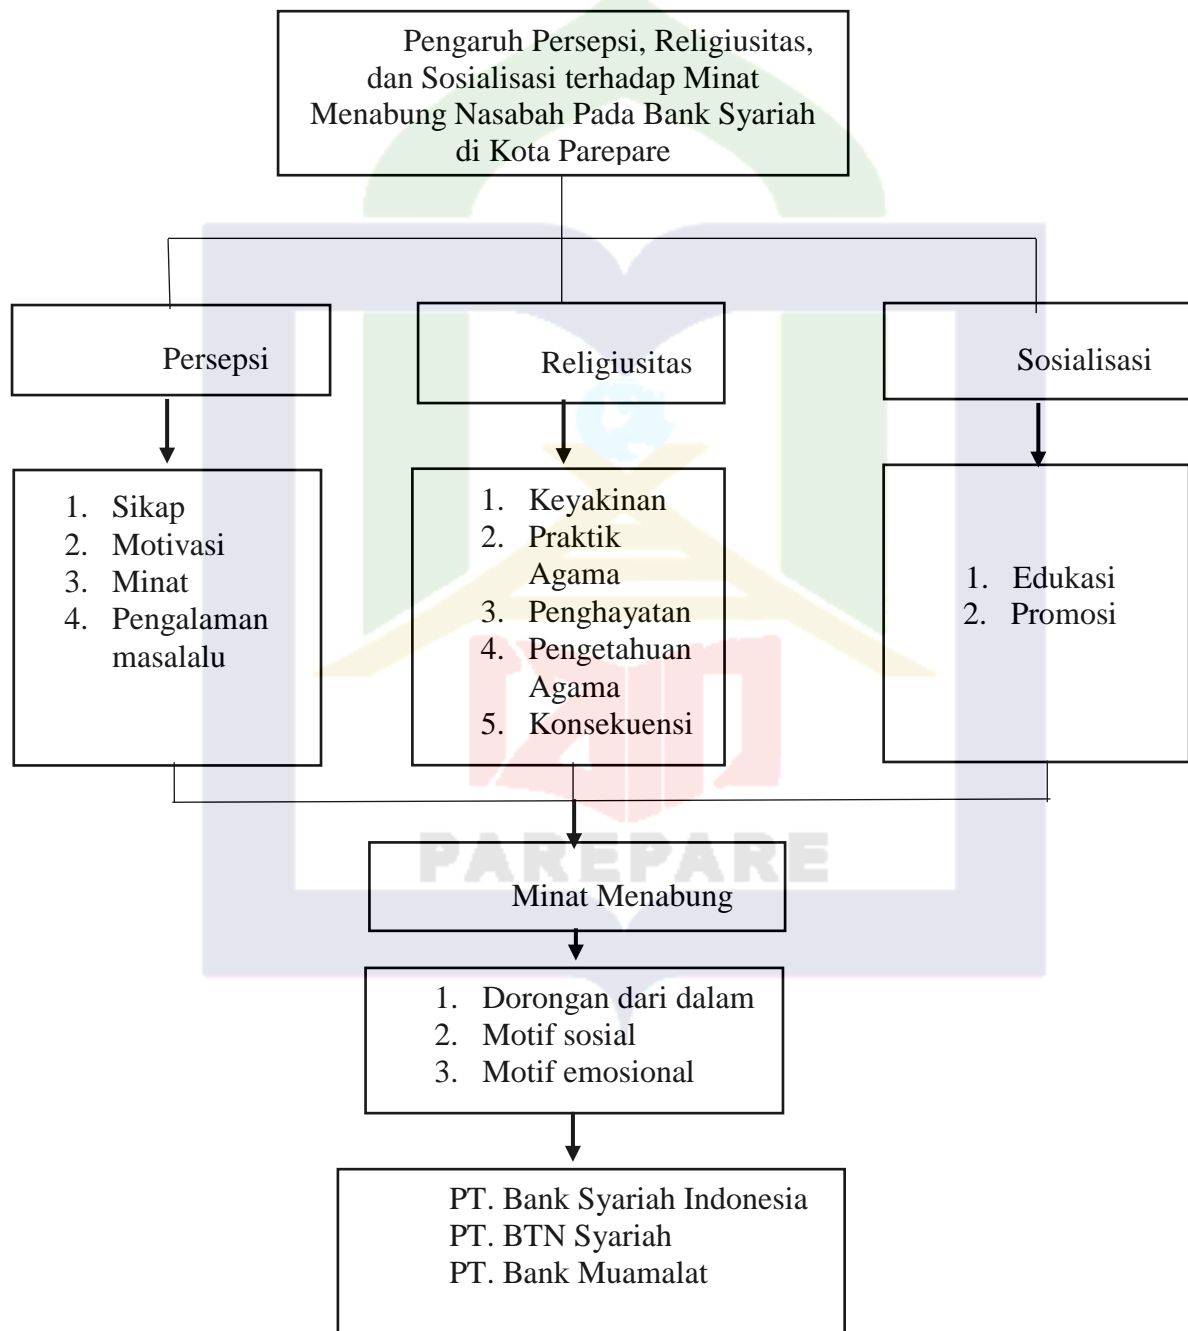 Pengaruh Persepsi, Religiusitas,
dan Sosialisasi terhadap Minat
Menabung Nasabah Pada Bank Syariah
di Kota Parepare
Persepsi
Religiusitas
Sosialisasi
1. Sikap
2. Motivasi
3. Minat
4. Pengalaman
masalalu
1. Keyakinan
2. Praktik
Agama
3. Penghayatan
4. Pengetahuan
Agama
5. Konsekuensi
1. Edukasi
2. Promosi
PAREPARE
Minat Menabung
1. Dorongan dari dalam
2. Motif sosial
3. Motif emosional
PT. Bank Syariah Indonesia
PT. BTN Syariah
PT. Bank Muamalat